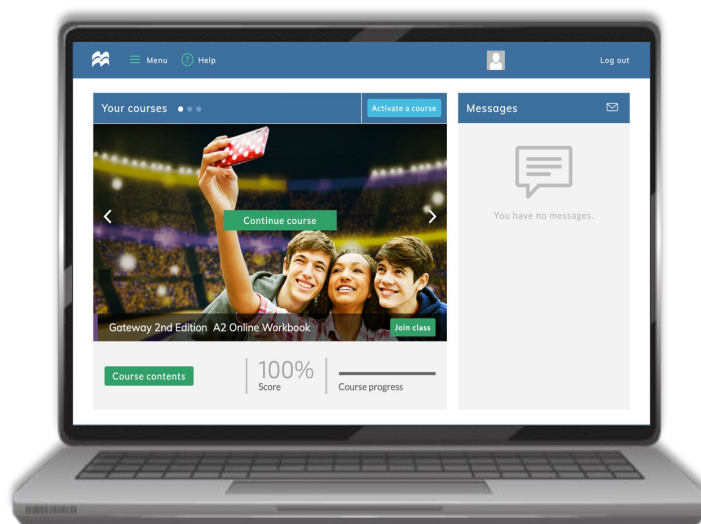 Menu
? Help
Log out
Your courses
Activate a course
Messages
Continue course
You have no messages.
Gateway 2nd Edition A2 Online Workbook
Join class
Course contents
100%
Score
Course progress